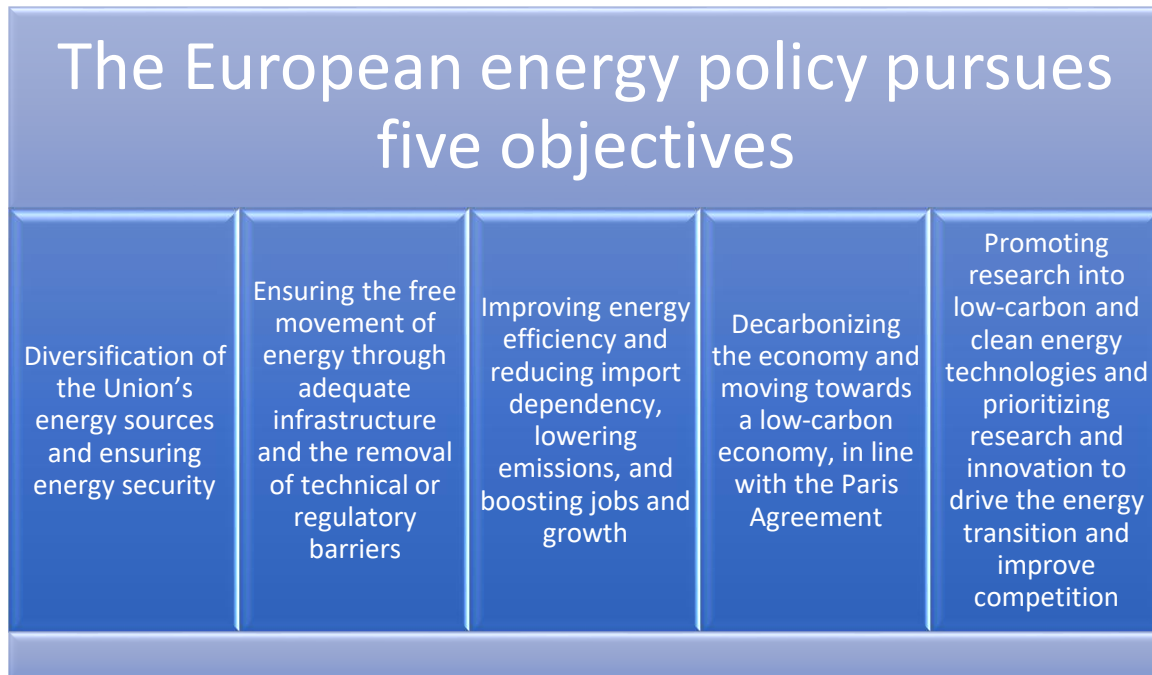 The European energy policy pursues
five objectives
Diversification of
the Union’s
energy sources
and ensuring
energy security
Ensuring the free
movement of
energy through
adequate
infrastructure
and the removal
of technical or
regulatory
barriers
Improving energy
efficiency and
reducing import
dependency,
lowering
emissions, and
boosting jobs and
growth
Decarbonizing
the economy and
moving towards
a low-carbon
economy, in line
with the Paris
Agreement
Promoting
research into
low-carbon and
clean energy
technologies and
prioritizing
research and
innovation to
drive the energy
transition and
improve
competition